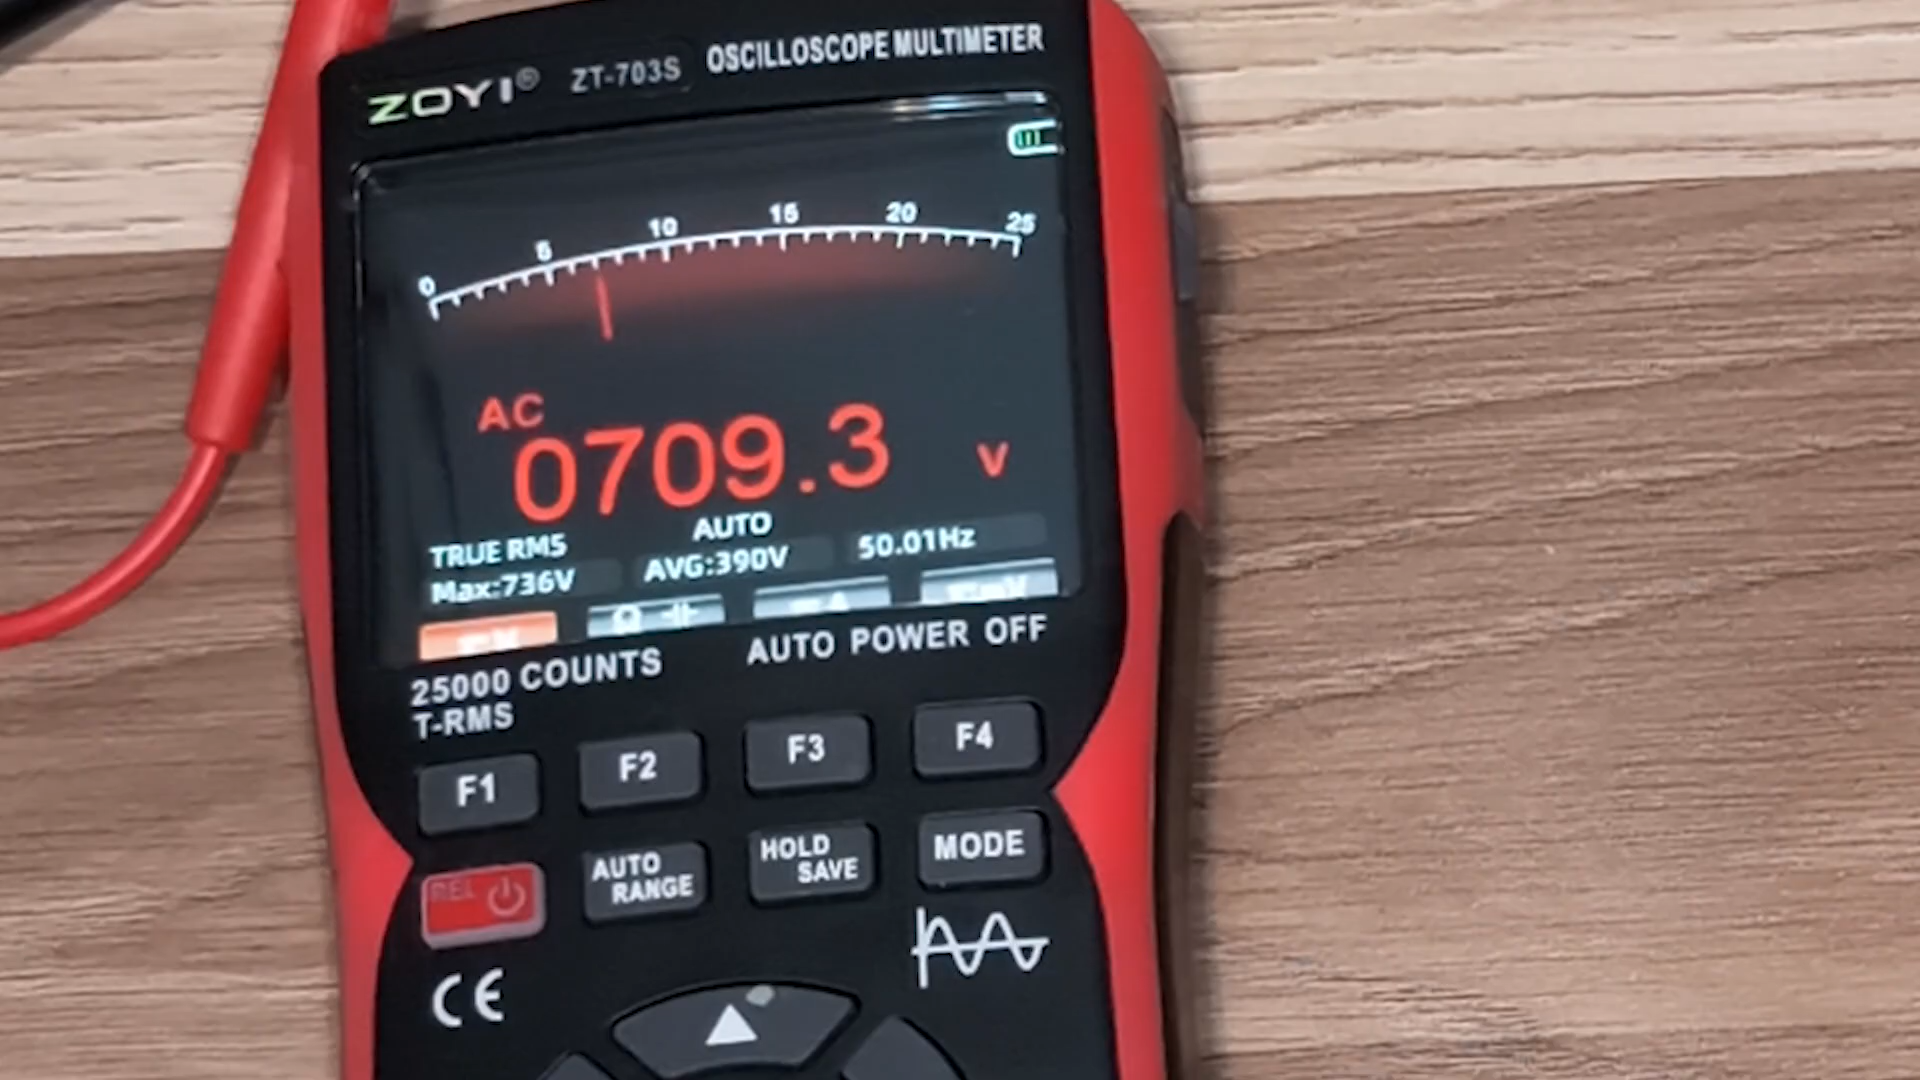 ZOYI® ZT-703S OSCILLOSCOPE MULTIMETER
0 5 10 15 20 25
AC
0709.3 V
AUTO
TRUE RMS
Max:736V AVG:390V 50.01Hz
25000 COUNTS AUTO POWER OFF
T-RMS
F1 F2 F3 F4
REL
AUTO RANGE
HOLD SAVE
MODE
CE